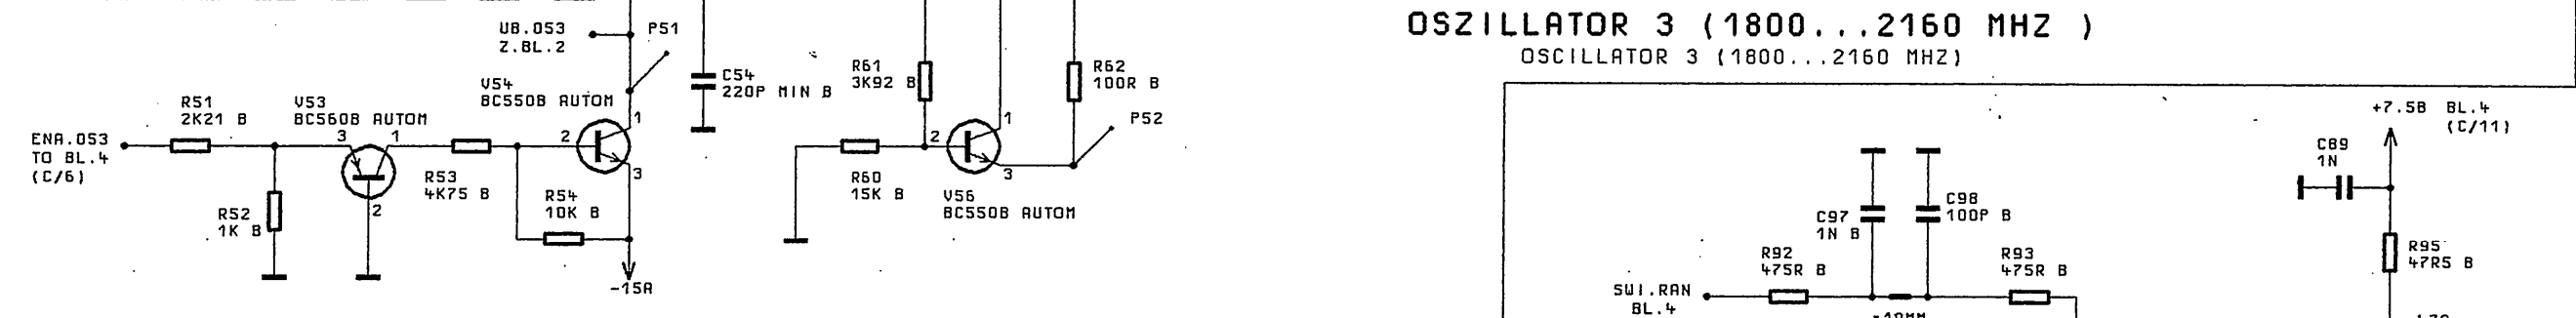 OSZILLATOR 3 (1800...2160 MHZ )
OSCILLATOR 3 (1800...2160 MHZ)
UB.053
Z.BL.2
P51
C54
220P MIN B
R61
3K92 B
R62
100R B
P52
V54
BC550B AUTOM
R51
2K21 B
V53
BC560B AUTOM
3
1
2
1
3
2
1
3
ENA.053
TO BL.4
(C/6)
R53
4K75 B
R52
1K B
2
R54
10K B
-15A
R60
15K B
V56
BC550B AUTOM
+7.5B BL.4
(C/11)
C89
1N
C97
1N B
C98
100P B
R92
475R B
R93
475R B
R95
47R5 B
SWI.RAN
BL.4